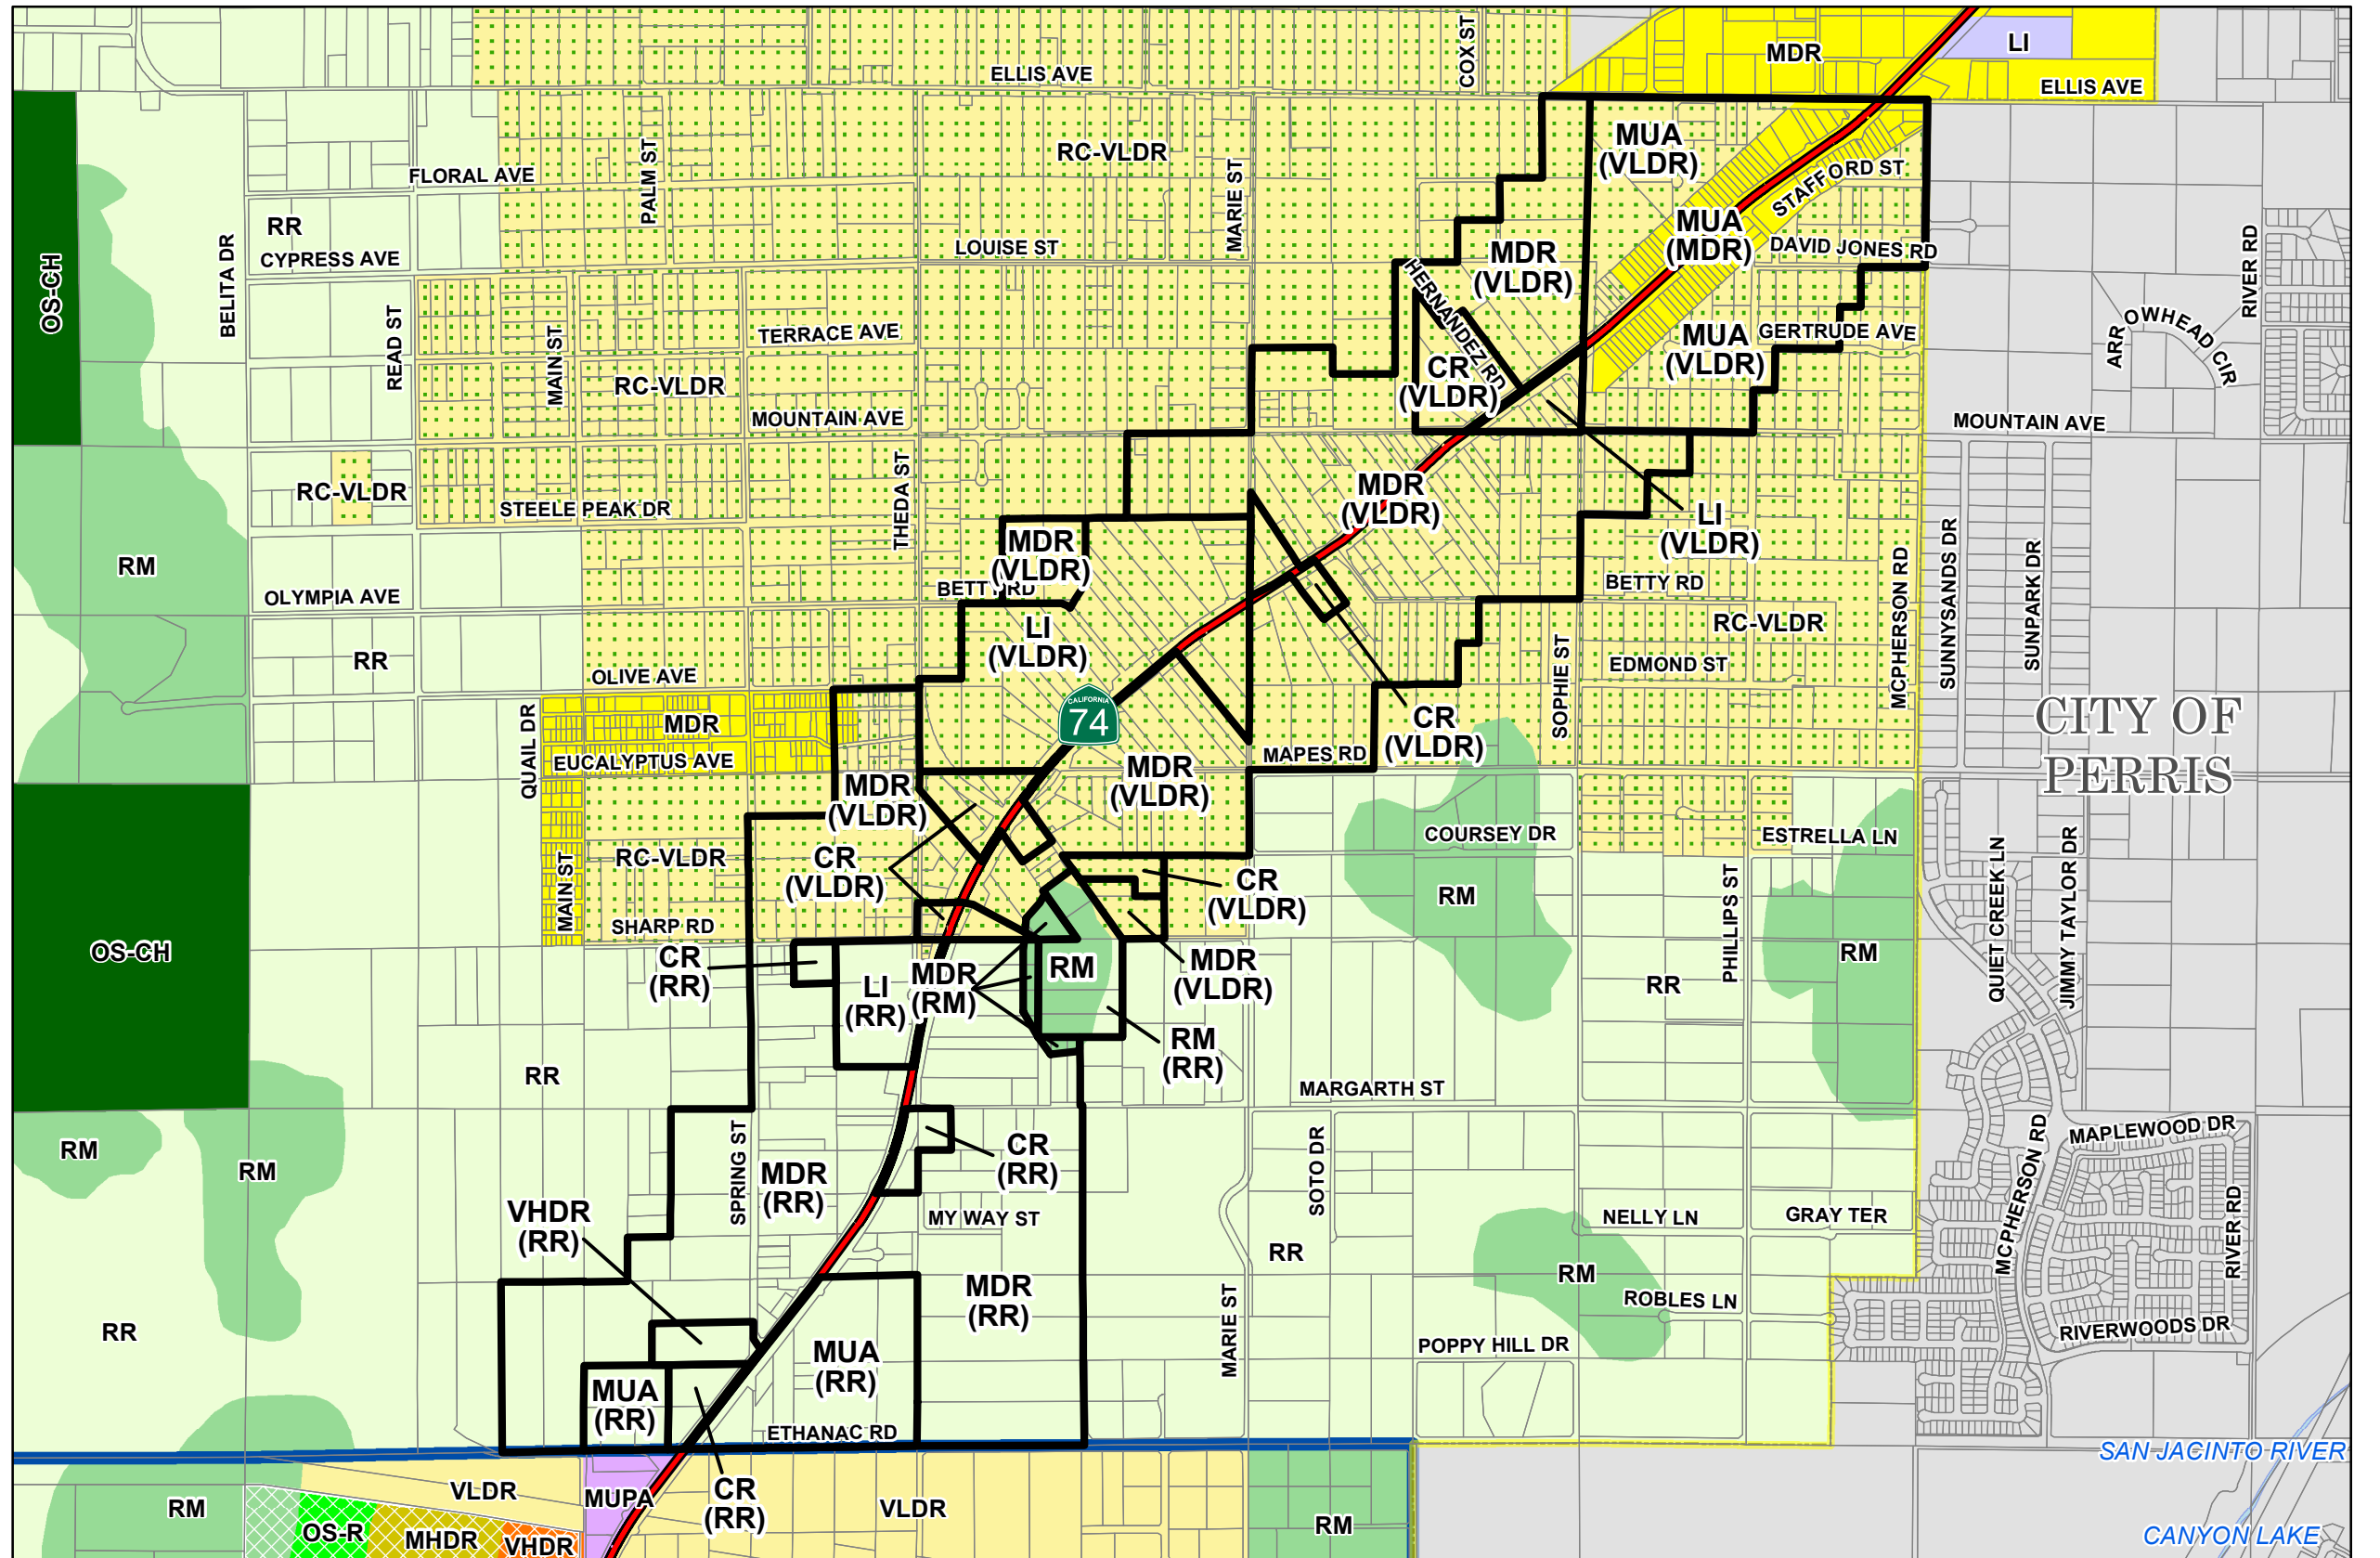 COX ST
MDR
LI
ELLIS AVE
ELLIS AVE
MUA
(VLDR)
RC-VLDR
PALM ST
FLORAL AVE
MARIE ST
STAFFORD ST
RR
CYPRESS AVE
BELITA DR
LOUISE ST
MDR
(VLDR)
MUA
(MDR)
DAVID JONES RD
RIVER RD
OS-CH
HERNANDEZ RD
READ ST
MAIN ST
TERRACE AVE
MUA
(VLDR)
GERTRUDE AVE
ARROWHEAD CIR
RC-VLDR
CR
(VLDR)
MOUNTAIN AVE
MOUNTAIN AVE
THEDA ST
RC-VLDR
STEELE PEAK DR
MDR
(VLDR)
LI
(VLDR)
MDR
(VLDR)
RM
OLYMPIA AVE
BETTY RD
BETTY RD
MCPHERSON RD
SUNNYSANDS DR
SUNPARK DR
LI
(VLDR)
RC-VLDR
RR
OLIVE AVE
SOPHIE ST
EDMOND ST
CALIFORNIA
74
CR
(VLDR)
CITY OF
PERRIS
QUAIL DR
MDR
EUCALYPTUS AVE
MAPES RD
MDR
(VLDR)
MDR
(VLDR)
COURSEY DR
ESTRELLA LN
RC-VLDR
MAIN ST
CR
(VLDR)
CR
(VLDR)
RM
PHILLIPS ST
QUIET CREEK LN
JIMMY TAYLOR DR
SHARP RD
OS-CH
CR
(RR)
LI
(RR)
MDR
(RM)
RM
MDR
(VLDR)
RR
RM
RM
(RR)
RR
MARGARTH ST
RM
RM
SPRING ST
MDR
(RR)
CR
(RR)
SOTO DR
MAPLEWOOD DR
MCPHERSON RD
RIVER RD
VHDR
(RR)
MY WAY ST
NELLY LN
GRAY TER
RR
RM
MDR
(RR)
MARIE ST
ROBLES LN
RR
RIVERWOODS DR
MUA
(RR)
POPPY HILL DR
MUA
(RR)
ETHANAC RD
SAN JACINTO RIVER
VLDR
MUPA
CR
(RR)
RM
VLDR
OS-R
MHDR
VHDR
RM
CANYON LAKE